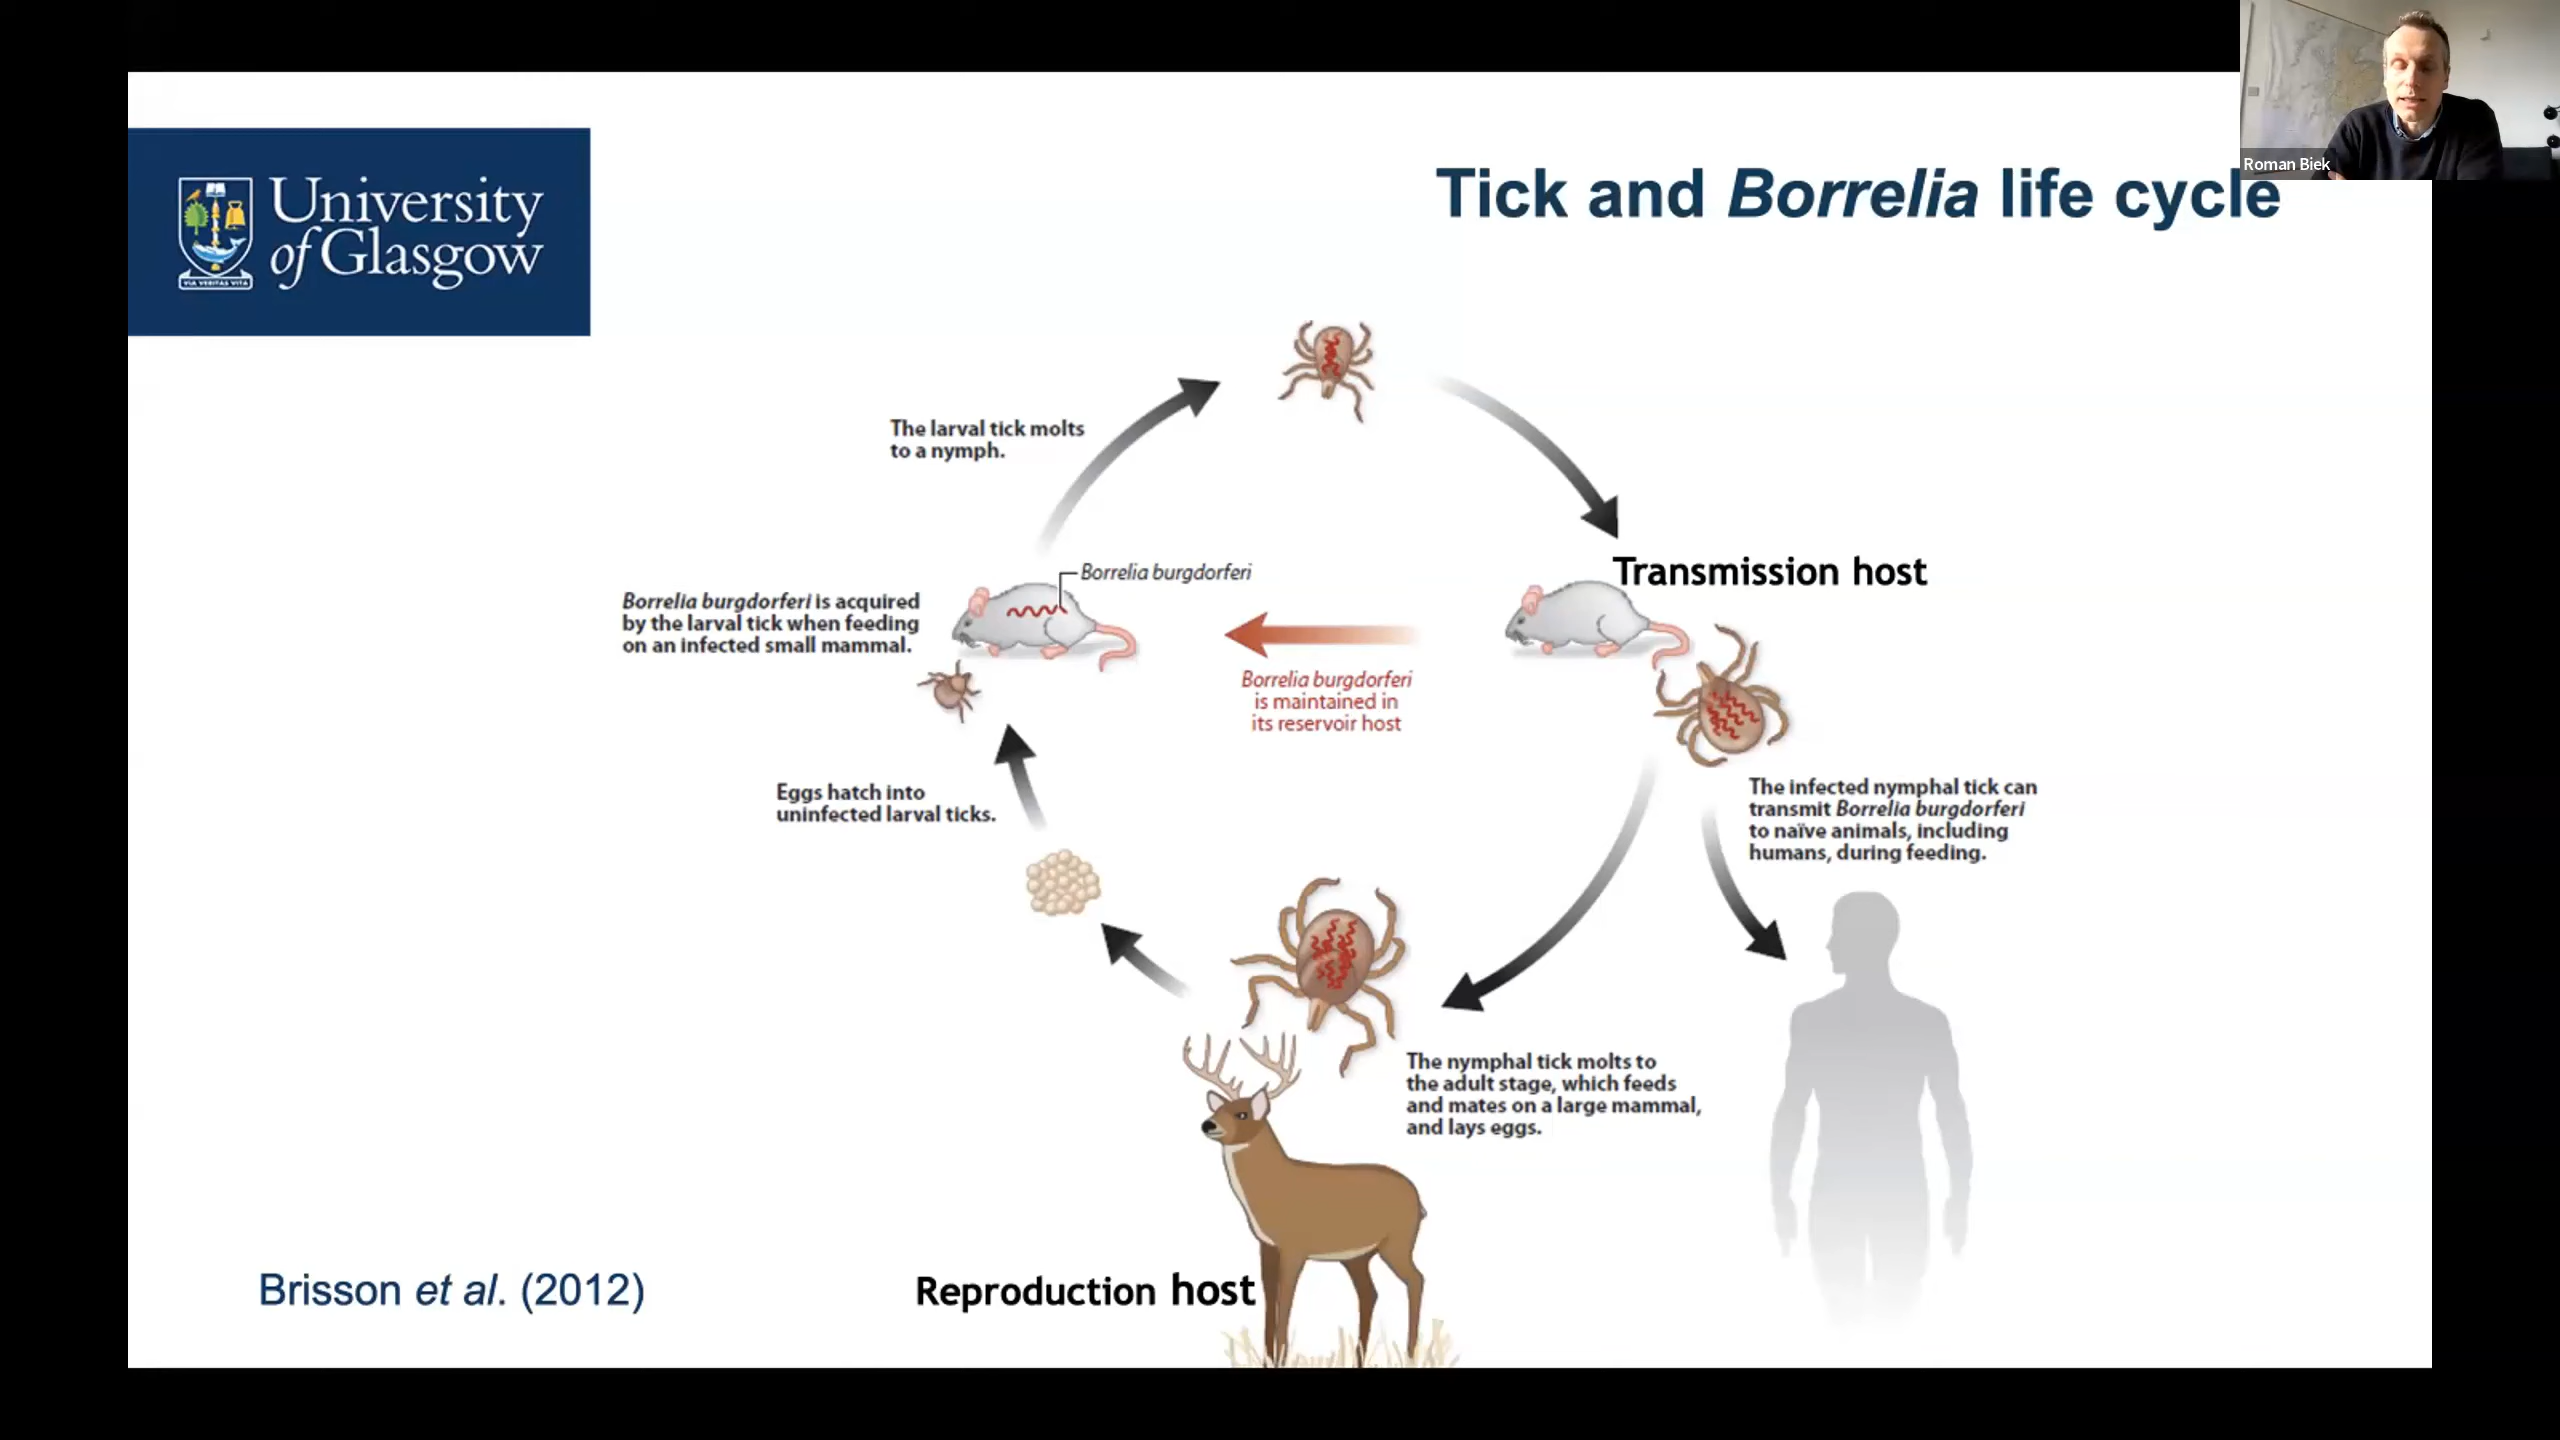 Roman Biek
University
of Glasgow
VIA VERITAS VITA
Tick and Borrelia life cycle
The larval tick molts
to a nymph.
Transmission host
Borrelia burgdorferi
Borrelia burgdorferi is acquired
by the larval tick when feeding
on an infected small mammal.
Borrelia burgdorferi
is maintained in
its reservoir host
Eggs hatch into
uninfected larval ticks.
The infected nymphal tick can
transmit Borrelia burgdorferi
to naïve animals, including
humans, during feeding.
The nymphal tick molts to
the adult stage, which feeds
and mates on a large mammal,
and lays eggs.
Reproduction host
Brisson et al. (2012)